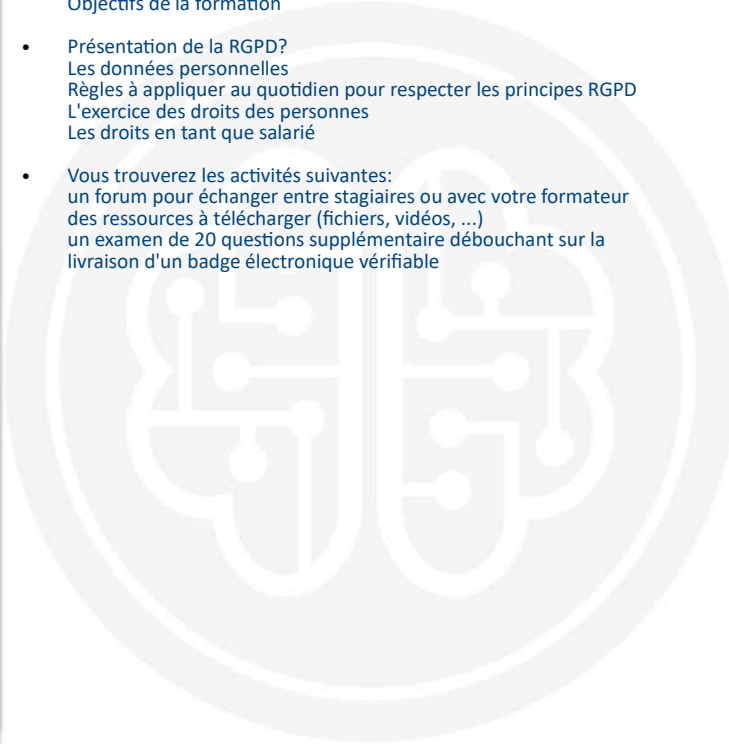 Objectifs de la formation
• Présentation de la RGPD?
Les données personnelles
Règles à appliquer au quotidien pour respecter les principes RGPD
L'exercice des droits des personnes
Les droits en tant que salarié
• Vous trouverez les activités suivantes:
un forum pour échanger entre stagiaires ou avec votre formateur
des ressources à télécharger (fichiers, vidéos, ...)
un examen de 20 questions supplémentaire débouchant sur la
livraison d'un badge électronique vérifiable